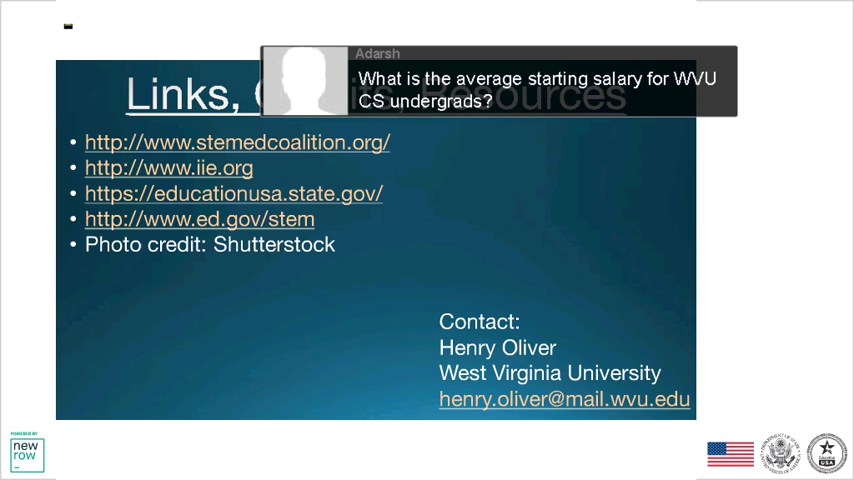 Adarsh
What is the average starting salary for WVU
CS undergrads?
Links, Resources
• http://www.stemedcoalition.org/
• http://www.iie.org
• https://educationusa.state.gov/
• http://www.ed.gov/stem
• Photo credit: Shutterstock
Contact:
Henry Oliver
West Virginia University
henry.oliver@mail.wvu.edu
POWERED BY
new
row